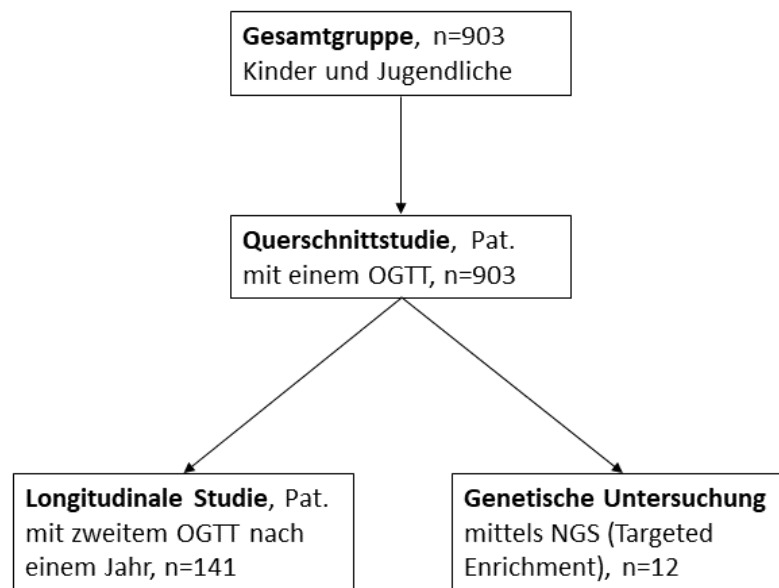 Gesamtgruppe, n=903
Kinder und Jugendliche
Querschnittstudie, Pat.
mit einem OGTT, n=903
Longitudinale Studie, Pat.
mit zweitem OGTT nach
einem Jahr, n=141
Genetische Untersuchung
mittels NGS (Targeted
Enrichment), n=12